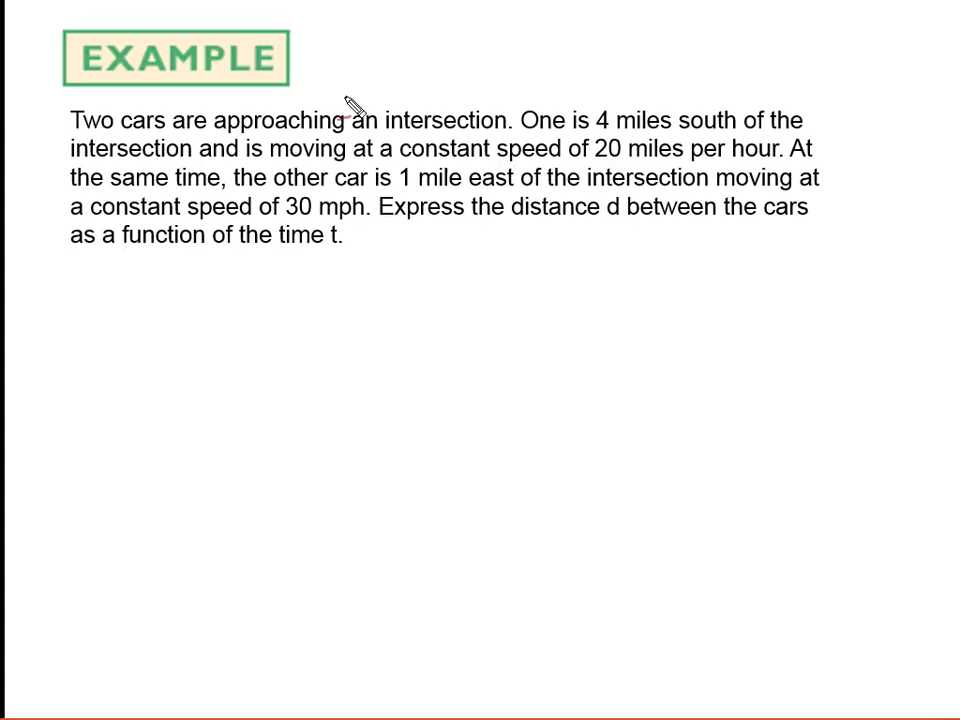 EXAMPLE
Two cars are approaching an intersection. One is 4 miles south of the
intersection and is moving at a constant speed of 20 miles per hour. At
the same time, the other car is 1 mile east of the intersection moving at
a constant speed of 30 mph. Express the distance d between the cars
as a function of the time t.